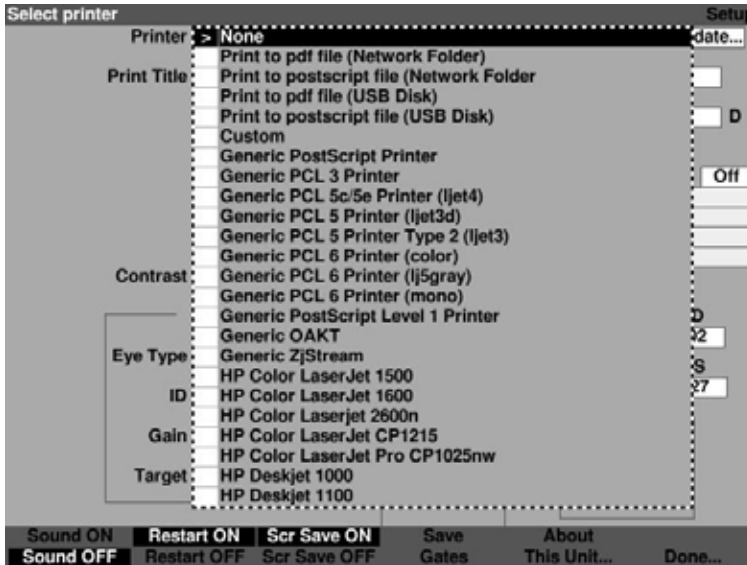 Select printer Setup
Printer > None date...
Print to pdf file (Network Folder)
Print Title Print to postscript file (Network Folder
Print to pdf file (USB Disk)
Print to postscript file (USB Disk) D
Custom
Generic PostScript Printer
Generic PCL 3 Printer Off
Generic PCL 5c/5e Printer (ljet4)
Generic PCL 5 Printer (ljet3d)
Generic PCL 5 Printer Type 2 (ljet3)
Generic PCL 6 Printer (color)
Contrast Generic PCL 6 Printer (lj5gray)
Generic PCL 6 Printer (mono)
Generic PostScript Level 1 Printer D
Generic OAKT
Eye Type Generic ZjStream
HP Color LaserJet 1500 S
ID HP Color LaserJet 1600 27
HP Color Laserjet 2600n
Gain HP Color LaserJet CP1215
HP Color LaserJet Pro CP1025nw
Target HP Deskjet 1000
HP Deskjet 1100
Sound ON Restart ON Scr Save ON Save About
Sound OFF Restart OFF Scr Save OFF Gates This Unit... Done...